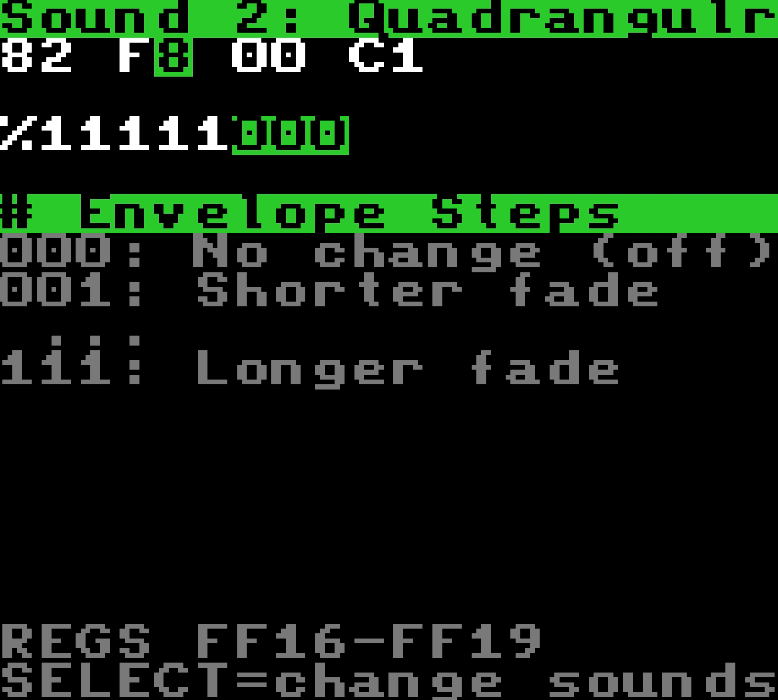 Sound 2: Quadrangulr
82 F8 00 C1
%11111000
# Envelope Steps
000: No change (off)
001: Shorter fade
...
111: Longer fade
REGS FF16-FF19
SELECT=change sounds